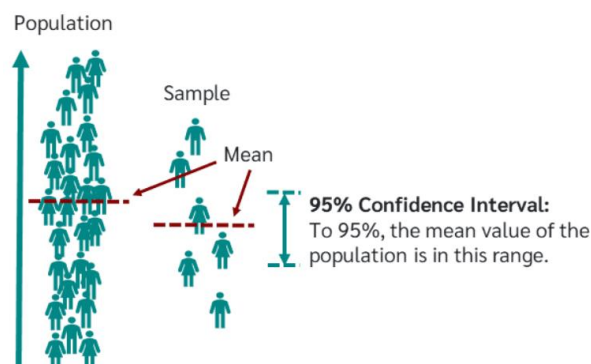 Population
Sample
Mean
95% Confidence Interval:
To 95%, the mean value of the
population is in this range.